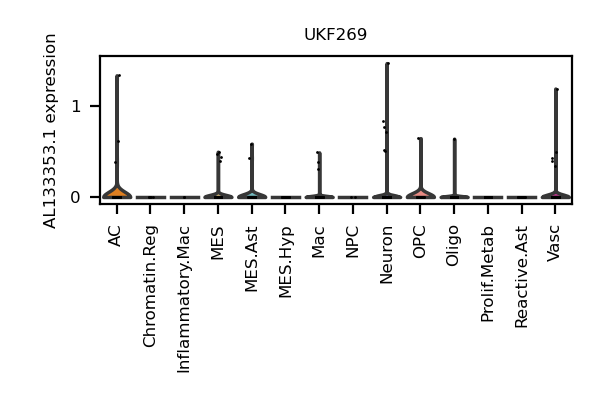 UKF269
AL133353.1 expression
1
0
AC
Chromatin.Reg
Inflammatory.Mac
MES
MES.Ast
MES.Hyp
Mac
NPC
Neuron
OPC
Oligo
Prolif.Metab
Reactive.Ast
Vasc